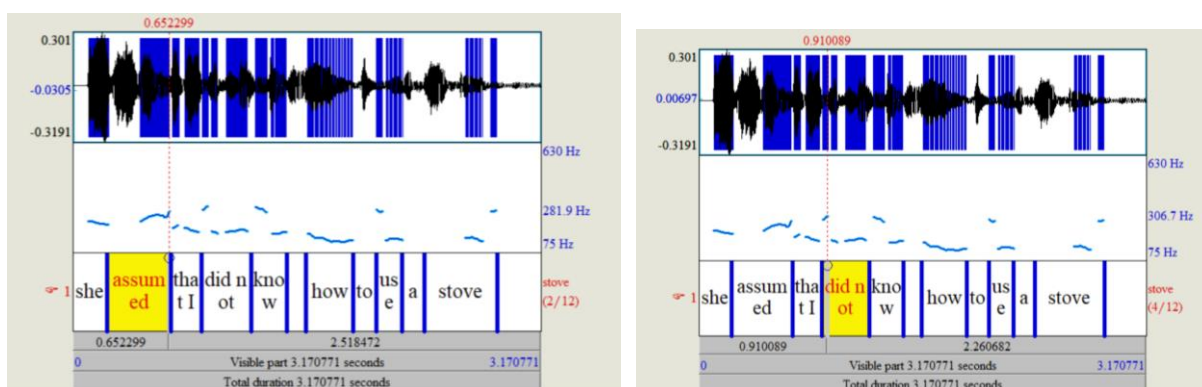 0.652299
0.301
-0.0305
-0.3191
630 Hz
281.9 Hz
75 Hz
1
she
assum
ed
tha
t I
did n
ot
kno
w
how
to
us
e
a
stove
stove
(2/12)
0.652299
2.518472
0
Visible part 3.170771 seconds
3.170771
Total duration 3.170771 seconds
0.910089
0.301
0.00697
-0.3191
630 Hz
306.7 Hz
75 Hz
1
she
assum
ed
tha
t I
did n
ot
kno
w
how
to
us
e
a
stove
stove
(4/12)
0.910089
2.260682
0
Visible part 3.170771 seconds
3.170771
Total duration 3.170771 seconds